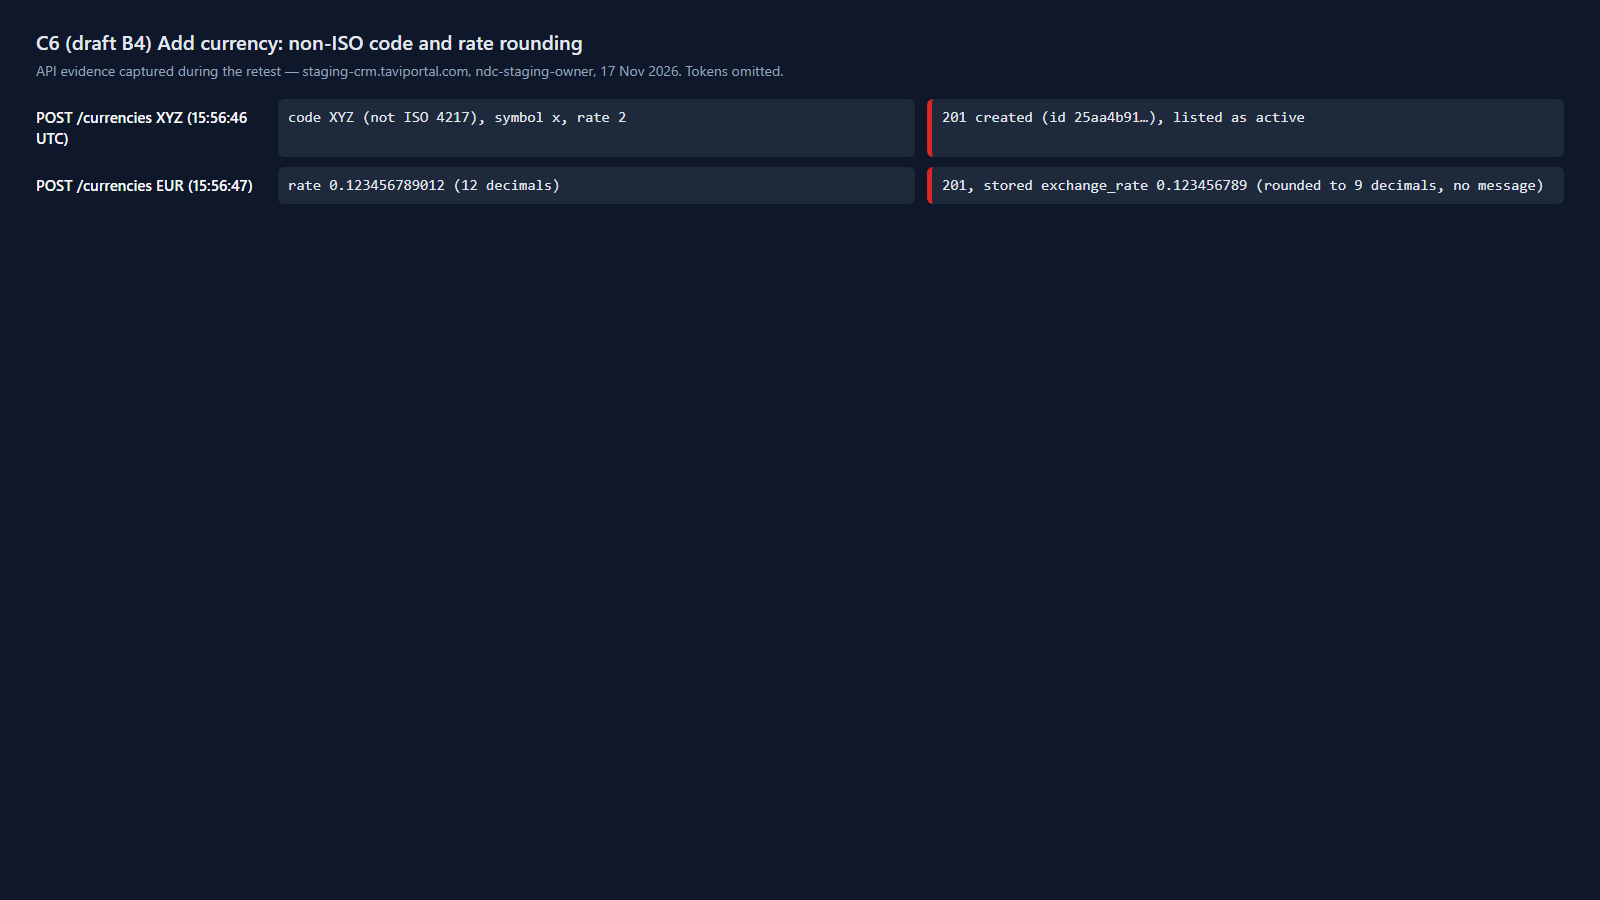 C6 (draft B4) Add currency: non-ISO code and rate rounding
API evidence captured during the retest — staging-crm.taviportal.com, ndc-staging-owner, 17 Nov 2026. Tokens omitted.
POST /currencies XYZ (15:56:46 UTC)
code XYZ (not ISO 4217), symbol x, rate 2
201 created (id 25aa4b91…), listed as active
POST /currencies EUR (15:56:47)
rate 0.123456789012 (12 decimals)
201, stored exchange_rate 0.123456789 (rounded to 9 decimals, no message)